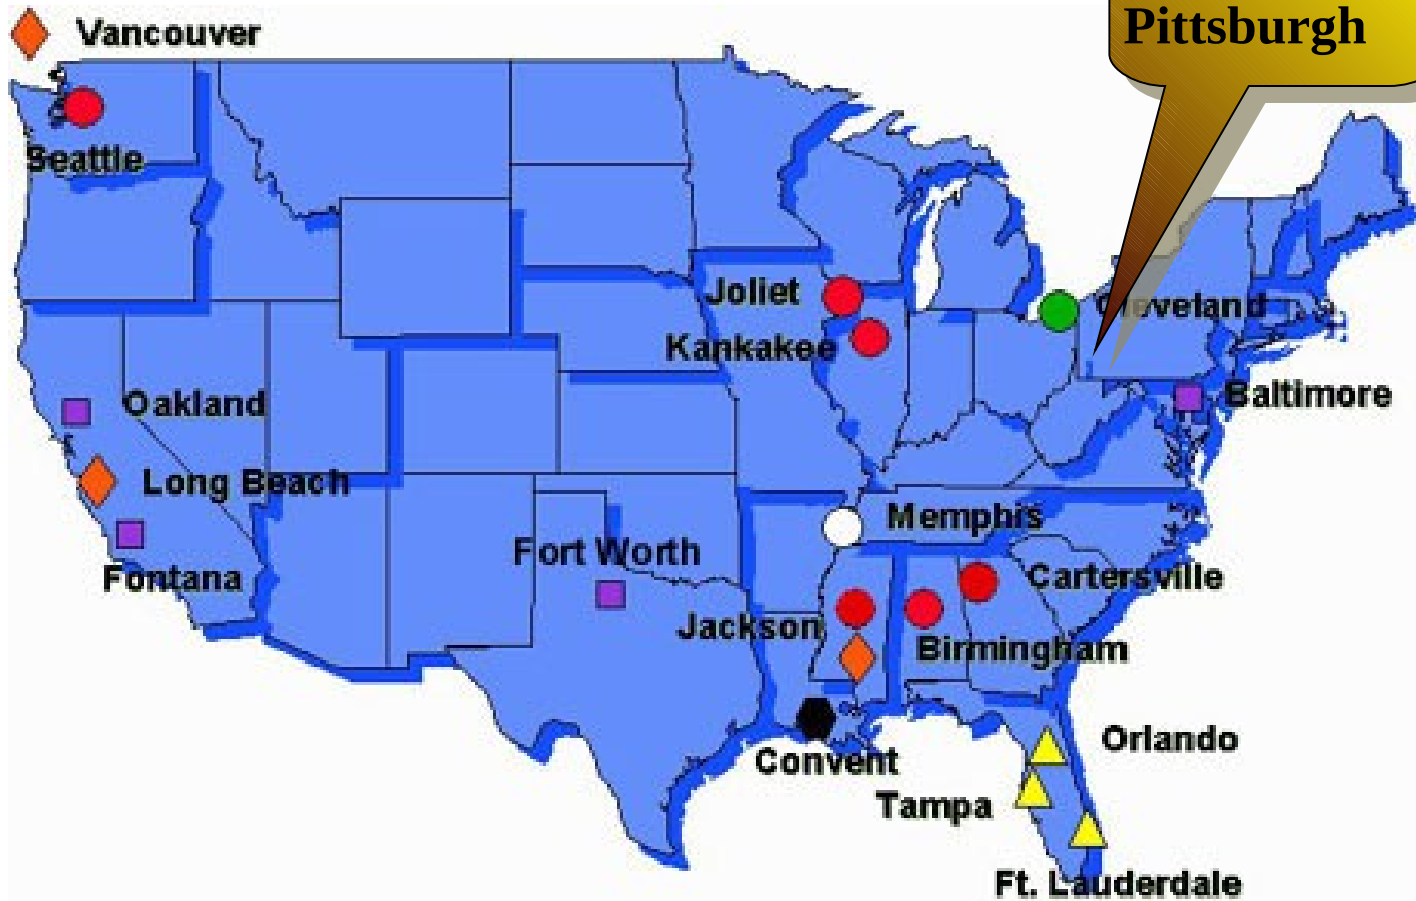 Pittsburgh
Vancouver
Seattle
Joliet
Cleveland
Kankakee
Baltimore
Oakland
Long Beach
Memphis
Fort Worth
Fontana
Cartersville
Jackson
Birmingham
Orlando
Convent
Tampa
Ft. Lauderdale